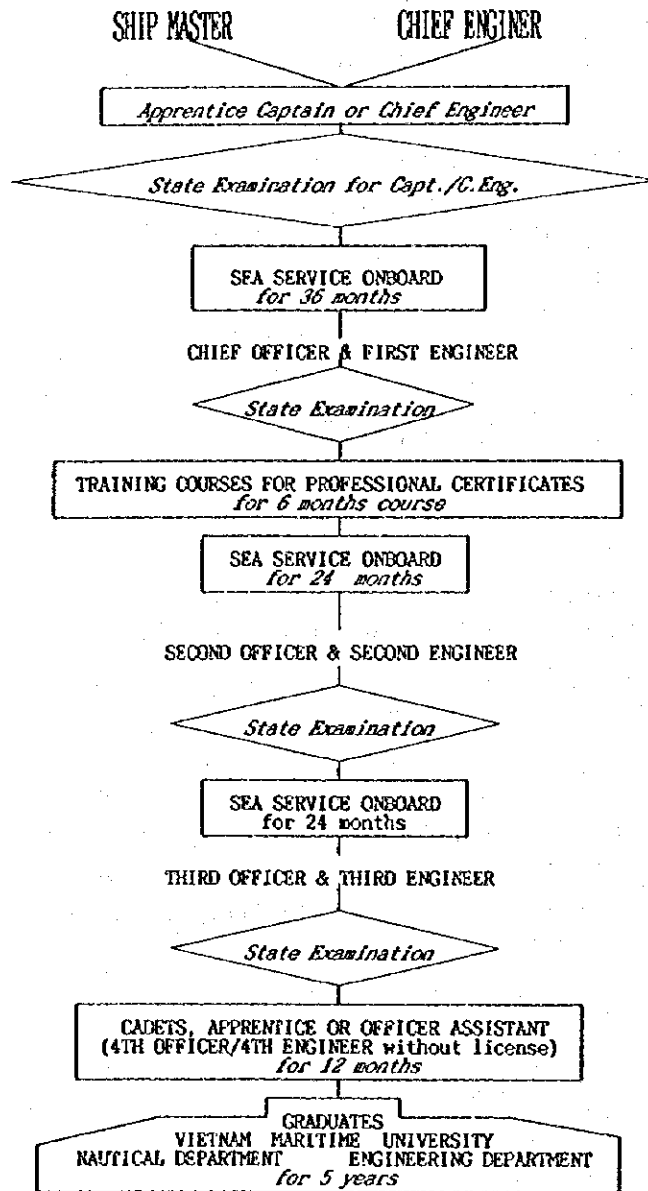 SHIP MASTER CHIEF ENGINER
Apprentice Captain or Chief Engineer
State Examination for Capt./C.Eng.
SEA SERVICE ONBOARD
for 36 months
CHIEF OFFICER & FIRST ENGINEER
State Examination
TRAINING COURSES FOR PROFESSIONAL CERTIFICATES
for 6 months course
SEA SERVICE ONBOARD
for 24 months
SECOND OFFICER & SECOND ENGINEER
State Examination
SEA SERVICE ONBOARD
for 24 months
THIRD OFFICER & THIRD ENGINEER
State Examination
CADETS, APPRENTICE OR OFFICER ASSISTANT
(4TH OFFICER/4TH ENGINEER without license)
for 12 months
GRADUATES
VIETNAM MARITIME UNIVERSITY
NAUTICAL DEPARTMENT ENGINEERING DEPARTMENT
for 5 years